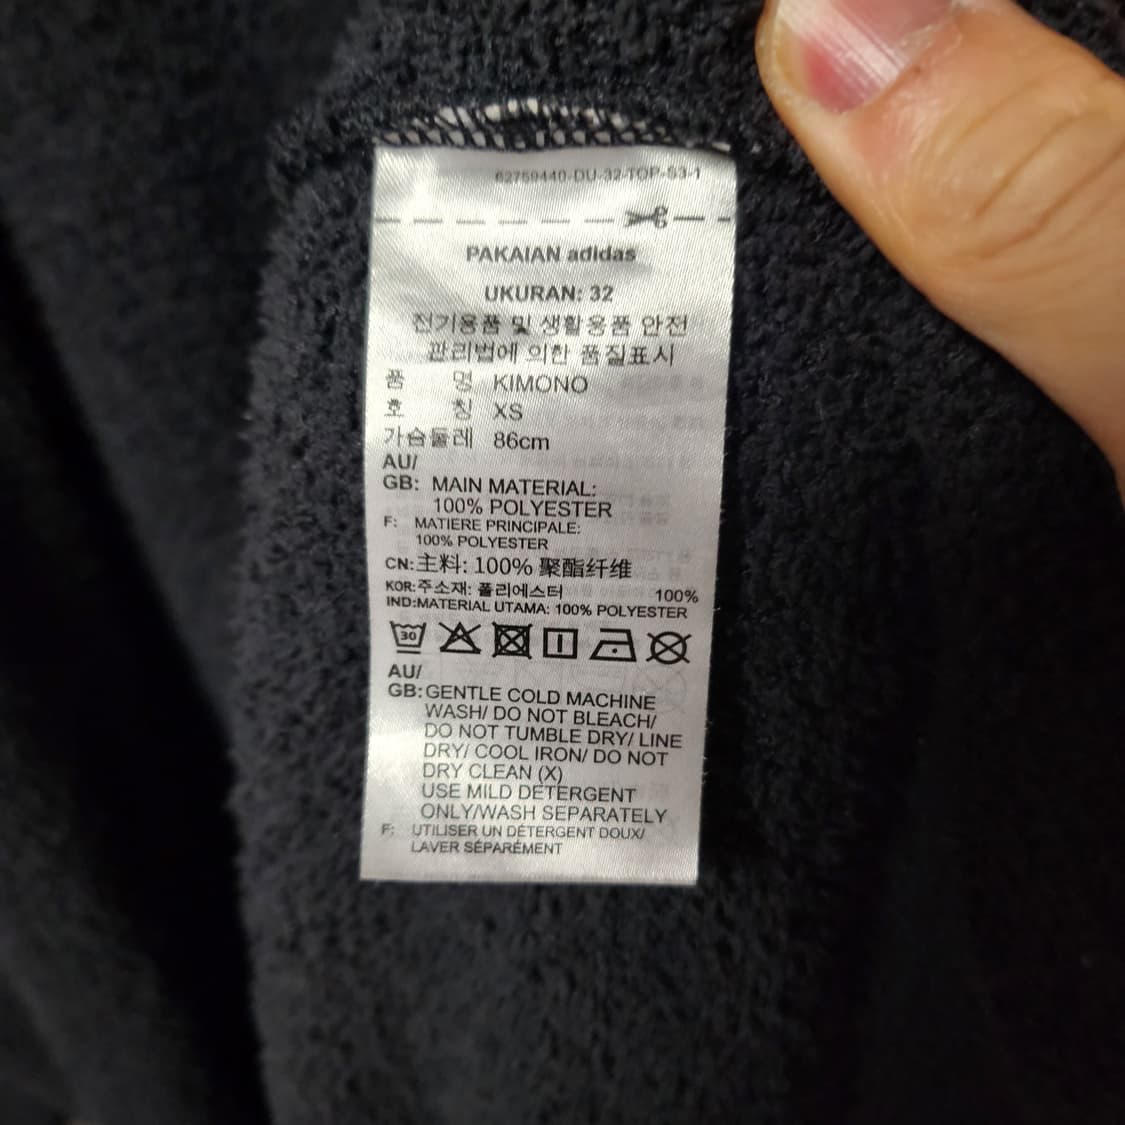 62759440-DU-32-TOP-S3-1
PAKAIAN adidas
UKURAN: 32
전기용품 및 생활용품 안전
관리법에 의한 품질표시
품 명 KIMONO
호 칭 XS
가슴둘레 86cm
AU/
GB: MAIN MATERIAL:
100% POLYESTER
F: MATIERE PRINCIPALE:
100% POLYESTER
CN:主料: 100% 聚酯纤维
KOR:주소재: 폴리에스터 100%
IND:MATERIAL UTAMA: 100% POLYESTER
30
AU/
GB:GENTLE COLD MACHINE
WASH/ DO NOT BLEACH/
DO NOT TUMBLE DRY/ LINE
DRY/ COOL IRON/ DO NOT
DRY CLEAN (X)
USE MILD DETERGENT
ONLY/WASH SEPARATELY
F: UTILISER UN DÉTERGENT DOUX/
LAVER SÉPARÉMENT